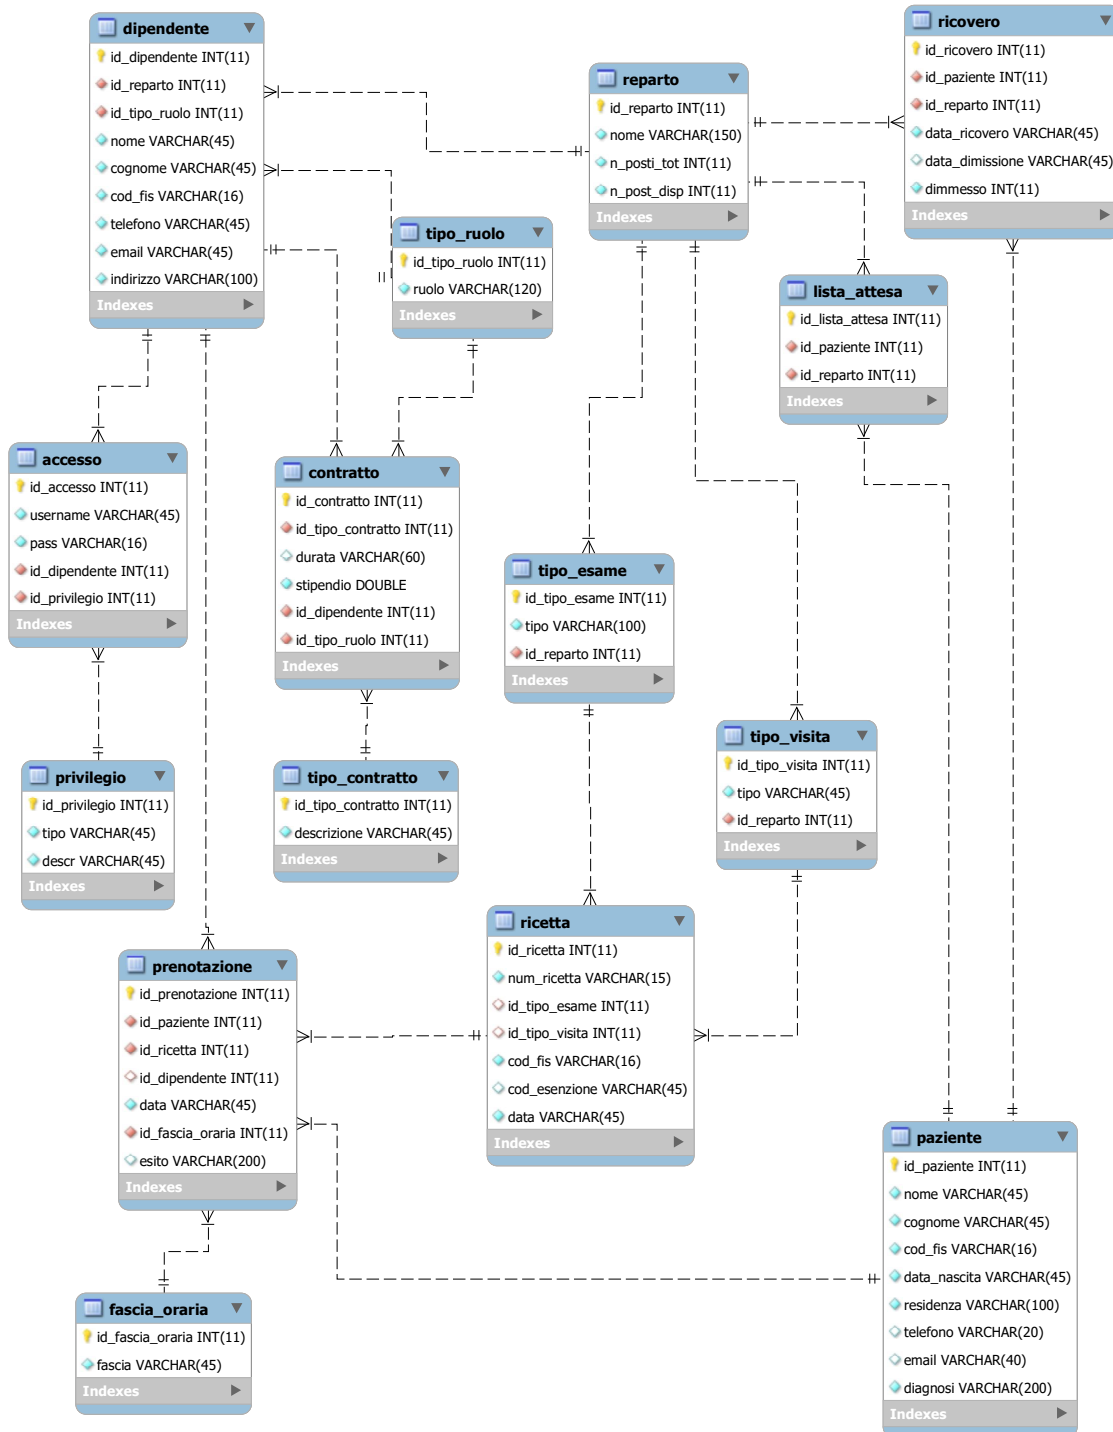 dipendente
id_dipendente INT(11)
id_reparto INT(11)
id_tipo_ruolo INT(11)
nome VARCHAR(45)
cognome VARCHAR(45)
cod_fis VARCHAR(16)
telefono VARCHAR(45)
email VARCHAR(45)
indirizzo VARCHAR(100)
Indexes
reparto
id_reparto INT(11)
nome VARCHAR(150)
n_posti_tot INT(11)
n_post_disp INT(11)
Indexes
ricovero
id_ricovero INT(11)
id_paziente INT(11)
id_reparto INT(11)
data_ricovero VARCHAR(45)
data_dimissione VARCHAR(45)
dimmesso INT(11)
Indexes
tipo_ruolo
id_tipo_ruolo INT(11)
ruolo VARCHAR(120)
Indexes
lista_attesa
id_lista_attesa INT(11)
id_paziente INT(11)
id_reparto INT(11)
Indexes
accesso
id_accesso INT(11)
username VARCHAR(45)
pass VARCHAR(16)
id_dipendente INT(11)
id_privilegio INT(11)
Indexes
contratto
id_contratto INT(11)
id_tipo_contratto INT(11)
durata VARCHAR(60)
stipendio DOUBLE
id_dipendente INT(11)
id_tipo_ruolo INT(11)
Indexes
tipo_esame
id_tipo_esame INT(11)
tipo VARCHAR(100)
id_reparto INT(11)
Indexes
tipo_visita
id_tipo_visita INT(11)
tipo VARCHAR(45)
id_reparto INT(11)
Indexes
privilegio
id_privilegio INT(11)
tipo VARCHAR(45)
descr VARCHAR(45)
Indexes
tipo_contratto
id_tipo_contratto INT(11)
descrizione VARCHAR(45)
Indexes
prenotazione
id_prenotazione INT(11)
id_paziente INT(11)
id_ricetta INT(11)
id_dipendente INT(11)
data VARCHAR(45)
id_fascia_oraria INT(11)
esito VARCHAR(200)
Indexes
ricetta
id_ricetta INT(11)
num_ricetta VARCHAR(15)
id_tipo_esame INT(11)
id_tipo_visita INT(11)
cod_fis VARCHAR(16)
cod_esenzione VARCHAR(45)
data VARCHAR(45)
Indexes
paziente
id_paziente INT(11)
nome VARCHAR(45)
cognome VARCHAR(45)
cod_fis VARCHAR(16)
data_nascita VARCHAR(45)
residenza VARCHAR(100)
telefono VARCHAR(20)
email VARCHAR(40)
diagnosi VARCHAR(200)
Indexes
fascia_oraria
id_fascia_oraria INT(11)
fascia VARCHAR(45)
Indexes